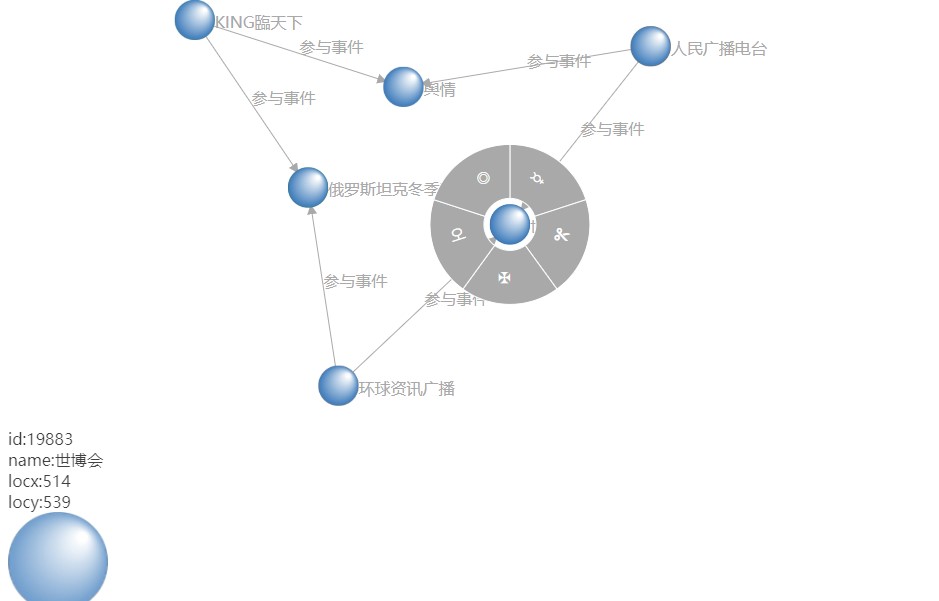 KING臨天下
参与事件
人民广播电台
参与事件
舆情
参与事件
参与事件
俄罗斯坦克冬季
参与事件
参与事件
环球资讯广播
id:19883
name:世博会
locx:514
locy:539